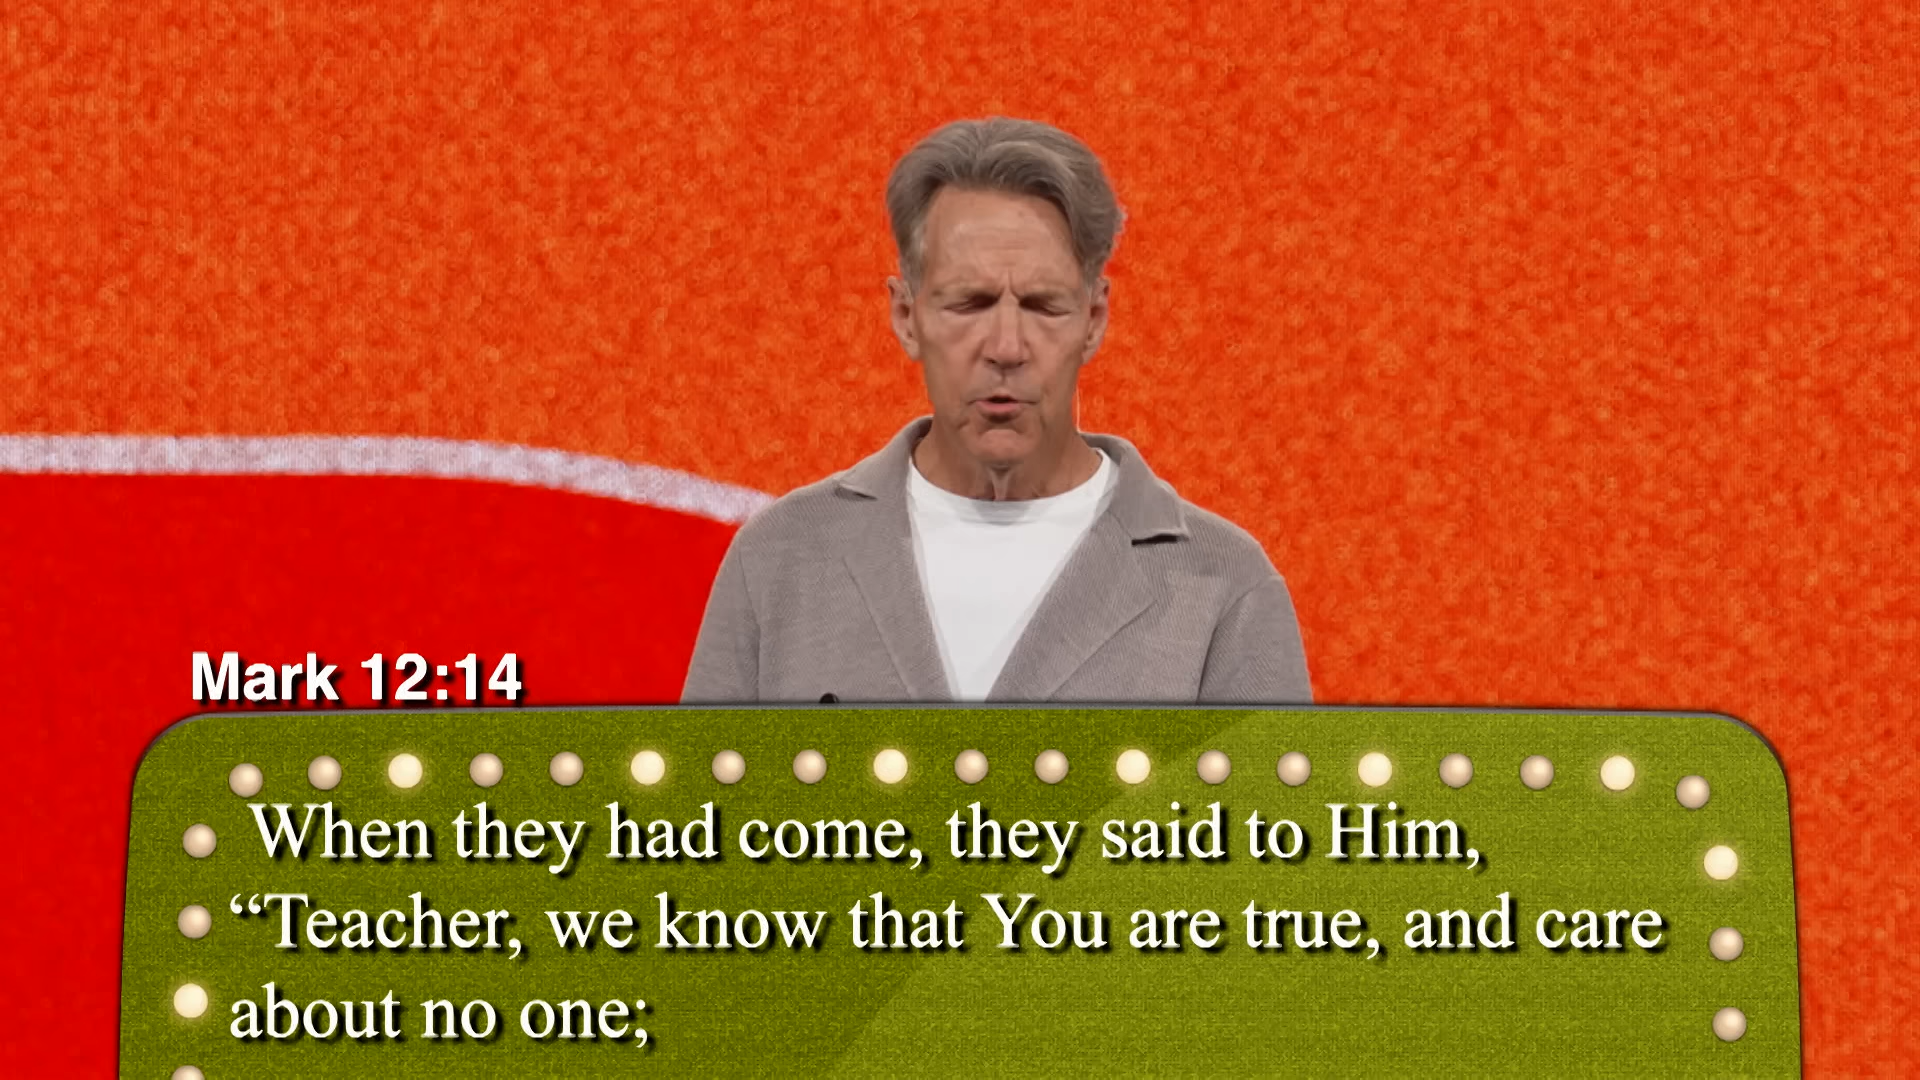 Mark 12:14
When they had come, they said to Him,
“Teacher, we know that You are true, and care
about no one;